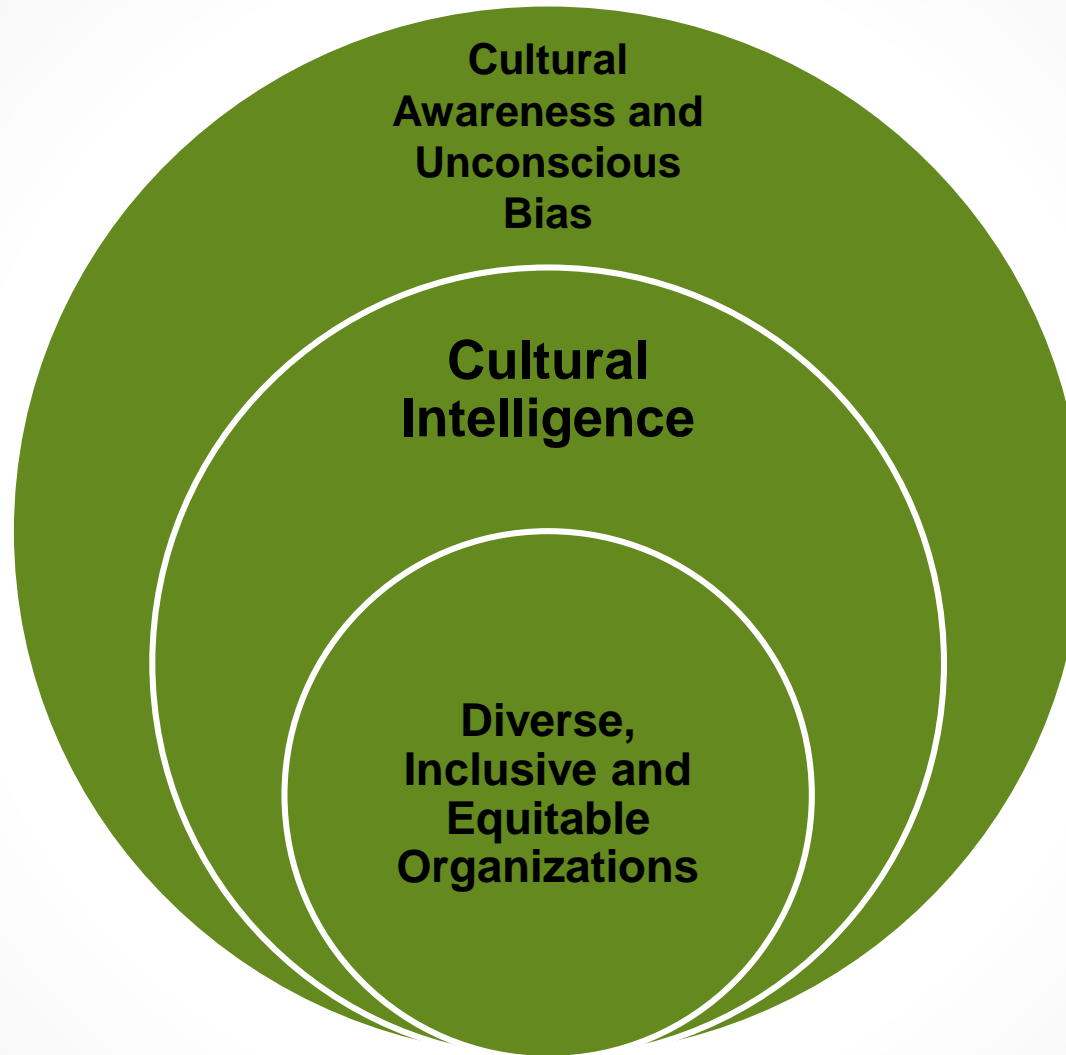 Cultural
Awareness and
Unconscious
Bias
Cultural
Intelligence
Diverse,
Inclusive and
Equitable
Organizations